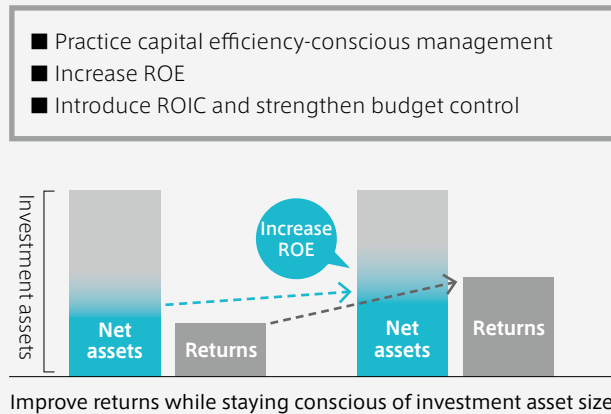 ■ Practice capital efficiency-conscious management
■ Increase ROE
■ Introduce ROIC and strengthen budget control
Investment assets
Net
assets
Returns
Increase
ROE
Net
assets
Returns
Improve returns while staying conscious of investment asset size